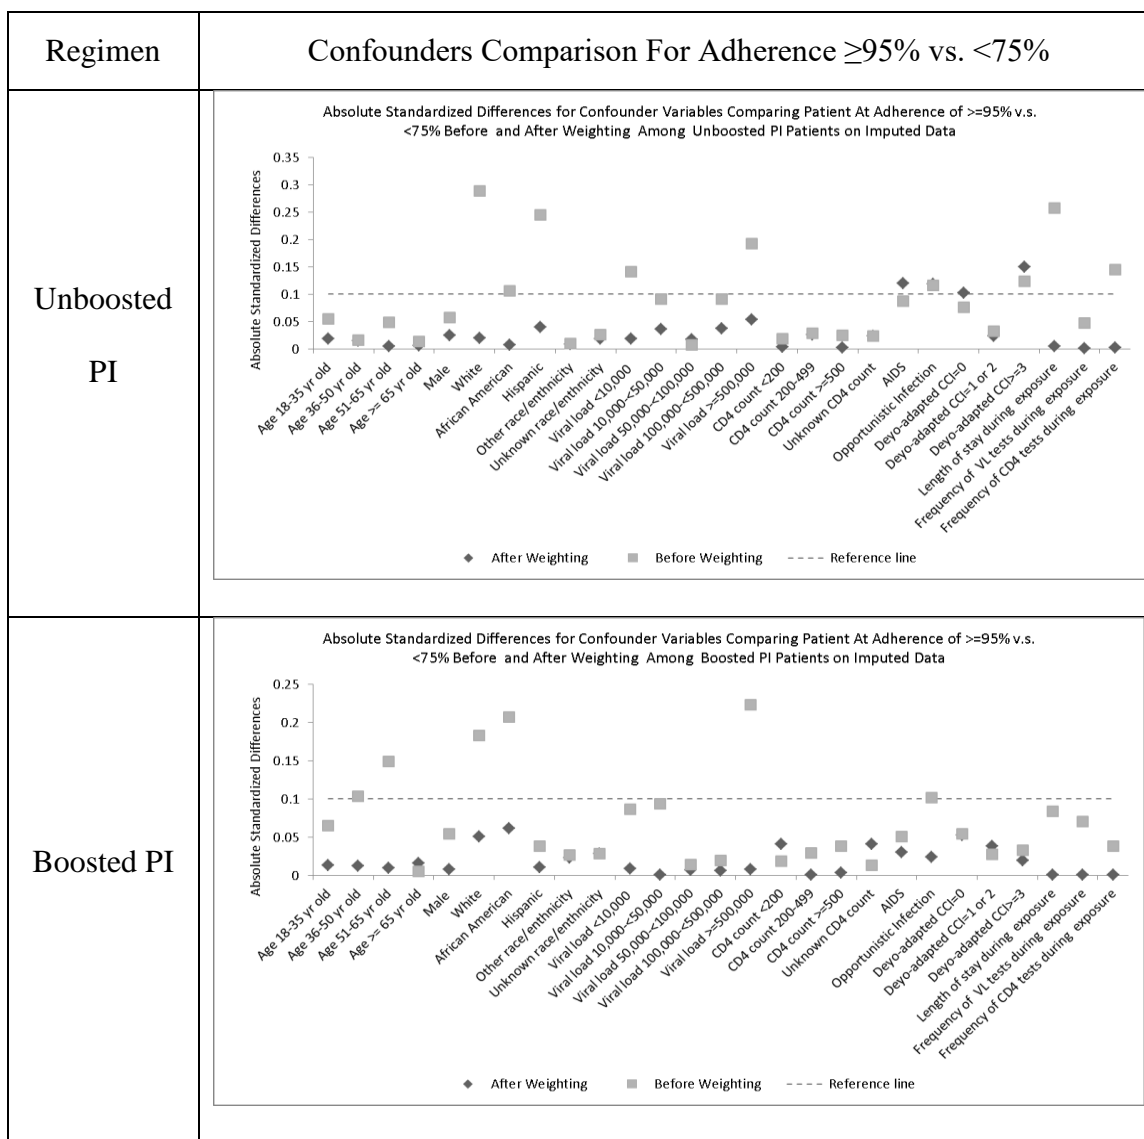 Regimen
Confounders Comparison For Adherence ≥95% vs. <75%
Unboosted
PI
Absolute Standardized Differences for Confounder Variables Comparing Patient At Adherence of >=95% v.s.
<75% Before and After Weighting Among Unboosted PI Patients on Imputed Data
Absolute Standardized Differences
0.35
0.3
0.25
0.2
0.15
0.1
0.05
0
Age 18-35 yr old
Age 36-50 yr old
Age 51-65 yr old
Age >= 65 yr old
Male
White
African American
Hispanic
Other race/ethnicity
Unknown race/ethnicity
Viral load <10,000
Viral load 10,000-<50,000
Viral load 50,000-<100,000
Viral load 100,000-<500,000
Viral load >=500,000
CD4 count <200
CD4 count 200-499
CD4 count >=500
Unknown CD4 count
AIDS
Opportunistic Infection
Deyo-adapted CCI=0
Deyo-adapted CCI=1 or 2
Deyo-adapted CCI>=3
Length of stay during exposure
Frequency of VL tests during exposure
Frequency of CD4 tests during exposure
After Weighting
Before Weighting
Reference line
Boosted PI
Absolute Standardized Differences for Confounder Variables Comparing Patient At Adherence of >=95% v.s.
<75% Before and After Weighting Among Boosted PI Patients on Imputed Data
Absolute Standardized Differences
0.25
0.2
0.15
0.1
0.05
0
Age 18-35 yr old
Age 36-50 yr old
Age 51-65 yr old
Age >= 65 yr old
Male
White
African American
Hispanic
Other race/ethnicity
Unknown race/ethnicity
Viral load <10,000
Viral load 10,000-<50,000
Viral load 50,000-<100,000
Viral load 100,000-<500,000
Viral load >=500,000
CD4 count <200
CD4 count 200-499
CD4 count >=500
Unknown CD4 count
AIDS
Opportunistic Infection
Deyo-adapted CCI=0
Deyo-adapted CCI=1 or 2
Deyo-adapted CCI>=3
Length of stay during exposure
Frequency of VL tests during exposure
Frequency of CD4 tests during exposure
After Weighting
Before Weighting
Reference line